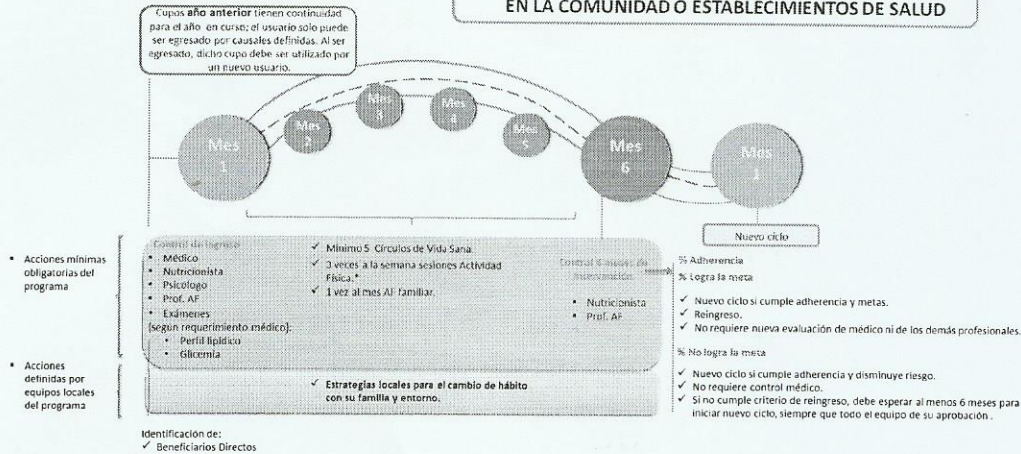 EN LA COMUNIDAD O ESTABLECIMIENTOS DE SALUD
Cupos año anterior tienen continuidad
para el año en curso; el usuario solo puede
ser egresado por causales definidas. Al ser
egresado, dicho cupo debe ser utilizado por
un nuevo usuario.
Mes
1
Mes
2
Mes
3
Mes
4
Mes
5
Mes
6
Mes
1
Nuevo ciclo
▪ Acciones mínimas
obligatorias del
programa
Control de ingreso
• Médico
• Nutricionista
• Psicologo
• Prof. AF
• Exámenes
(según requerimiento médico):
• Perfil lipídico
• Glicemia
✓ Mínimo 5 Círculos de Vida Sana.
✓ 3 veces a la semana sesiones Actividad
Física.*
✓ 1 vez al mes AF familiar.
Control 6 meses de
intervención
• Nutricionista
• Prof. AF
% Adherencia
% Logra la meta
✓ Nuevo ciclo si cumple adherencia y metas.
✓ Reingreso.
✓ No requiere nueva evaluación de médico ni de los demás profesionales.
% No logra la meta
✓ Nuevo ciclo si cumple adherencia y disminuye riesgo.
✓ No requiere control médico.
✓ Si no cumple criterio de reingreso, debe esperar al menos 6 meses para
iniciar nuevo ciclo, siempre que todo el equipo de su aprobación.
▪ Acciones
definidas por
equipos locales
del programa
✓ Estrategias locales para el cambio de hábito
con su familia y entorno.
Identificación de:
✓ Beneficiarios Directos